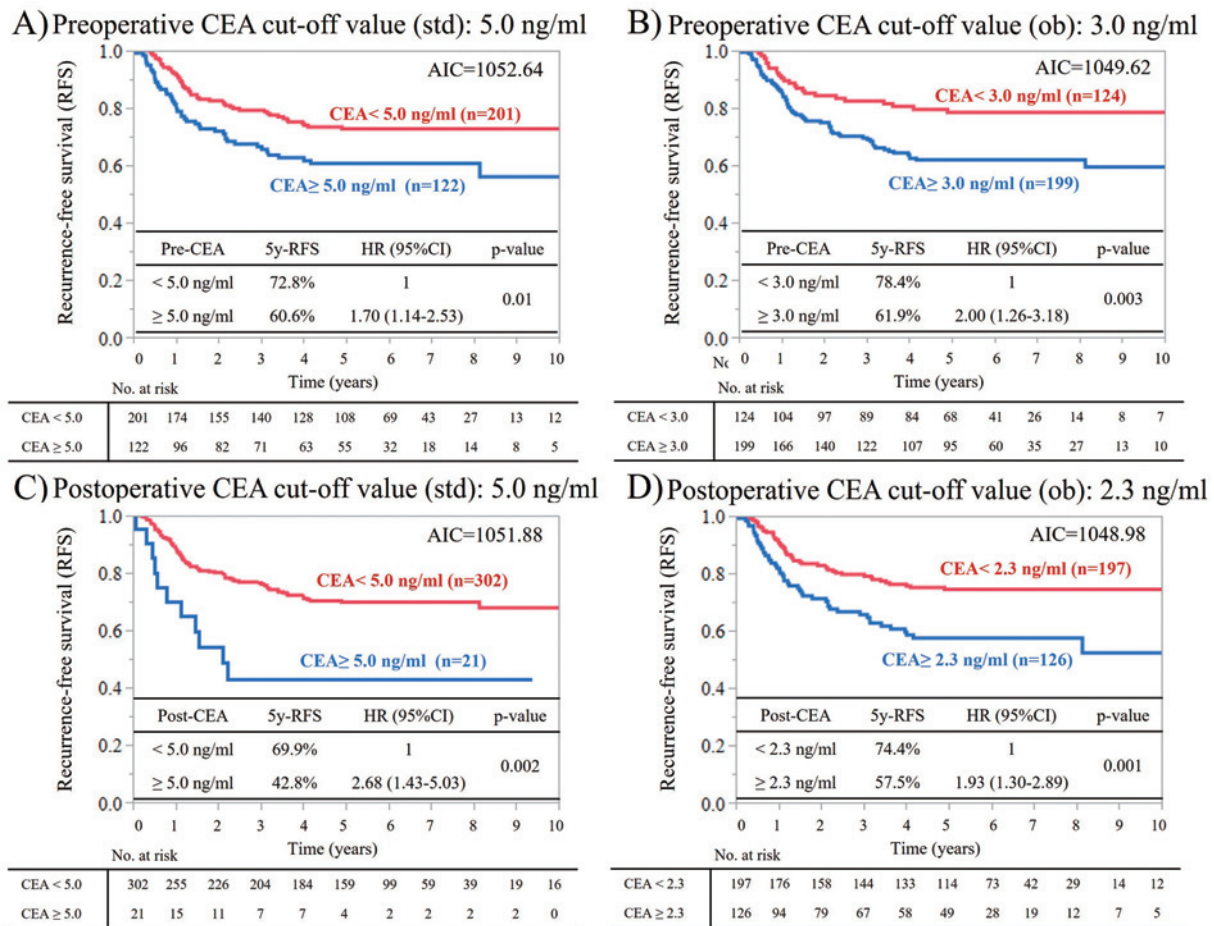 A) Preoperative CEA cut-off value (std): 5.0 ng/ml
Recurrence-free survival (RFS)
1.0
0.8
0.6
0.4
0.2
0.0
AIC=1052.64
CEA< 5.0 ng/ml (n=201)
CEA≥ 5.0 ng/ml (n=122)
Pre-CEA 5y-RFS HR (95%CI) p-value
< 5.0 ng/ml 72.8% 1
0.01
≥ 5.0 ng/ml 60.6% 1.70 (1.14-2.53)
0 1 2 3 4 5 6 7 8 9 10
Time (years)
No. at risk
CEA < 5.0 201 174 155 140 128 108 69 43 27 13 12
CEA ≥ 5.0 122 96 82 71 63 55 32 18 14 8 5
B) Preoperative CEA cut-off value (ob): 3.0 ng/ml
Recurrence-free survival (RFS)
1.0
0.8
0.6
0.4
0.2
0.0
AIC=1049.62
CEA< 3.0 ng/ml (n=124)
CEA≥ 3.0 ng/ml (n=199)
Pre-CEA 5y-RFS HR (95%CI) p-value
< 3.0 ng/ml 78.4% 1
0.003
≥ 3.0 ng/ml 61.9% 2.00 (1.26-3.18)
0 1 2 3 4 5 6 7 8 9 10
Time (years)
CEA < 3.0 124 104 97 89 84 68 41 26 14 8 7
CEA ≥ 3.0 199 166 140 122 107 95 60 35 27 13 10
C) Postoperative CEA cut-off value (std): 5.0 ng/ml
Recurrence-free survival (RFS)
1.0
0.8
0.6
0.4
0.2
0.0
AIC=1051.88
CEA< 5.0 ng/ml (n=302)
CEA≥ 5.0 ng/ml (n=21)
Post-CEA 5y-RFS HR (95%CI) p-value
< 5.0 ng/ml 69.9% 1
0.002
≥ 5.0 ng/ml 42.8% 2.68 (1.43-5.03)
0 1 2 3 4 5 6 7 8 9 10
Time (years)
No. at risk
CEA < 5.0 302 255 226 204 184 159 99 59 39 19 16
CEA ≥ 5.0 21 15 11 7 7 4 2 2 2 2 0
D) Postoperative CEA cut-off value (ob): 2.3 ng/ml
Recurrence-free survival (RFS)
1.0
0.8
0.6
0.4
0.2
0.0
AIC=1048.98
CEA< 2.3 ng/ml (n=197)
CEA≥ 2.3 ng/ml (n=126)
Post-CEA 5y-RFS HR (95%CI) p-value
< 2.3 ng/ml 74.4% 1
0.001
≥ 2.3 ng/ml 57.5% 1.93 (1.30-2.89)
0 1 2 3 4 5 6 7 8 9 10
Time (years)
No. at risk
CEA < 2.3 197 176 158 144 133 114 73 42 29 14 12
CEA ≥ 2.3 126 94 79 67 58 49 28 19 12 7 5